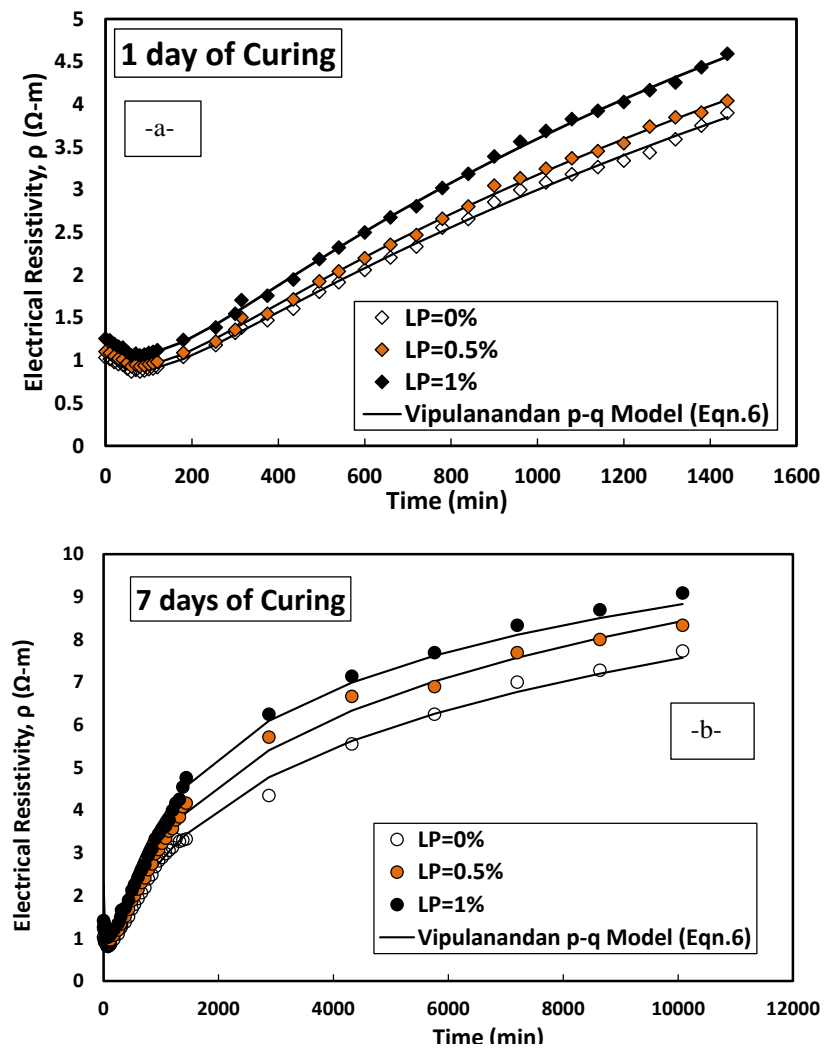 5
4.5
4
3.5
3
2.5
2
1.5
1
0.5
0
Electrical Resistivity, ρ (Ω-m)
1 day of Curing
-a-
LP=0%
LP=0.5%
LP=1%
Vipulanandan p-q Model (Eqn.6)
0 200 400 600 800 1000 1200 1400 1600
Time (min)
10
9
8
7
6
5
4
3
2
1
0
Electrical Resistivity, ρ (Ω-m)
7 days of Curing
-b-
LP=0%
LP=0.5%
LP=1%
Vipulanandan p-q Model (Eqn.6)
0 2000 4000 6000 8000 10000 12000
Time (min)